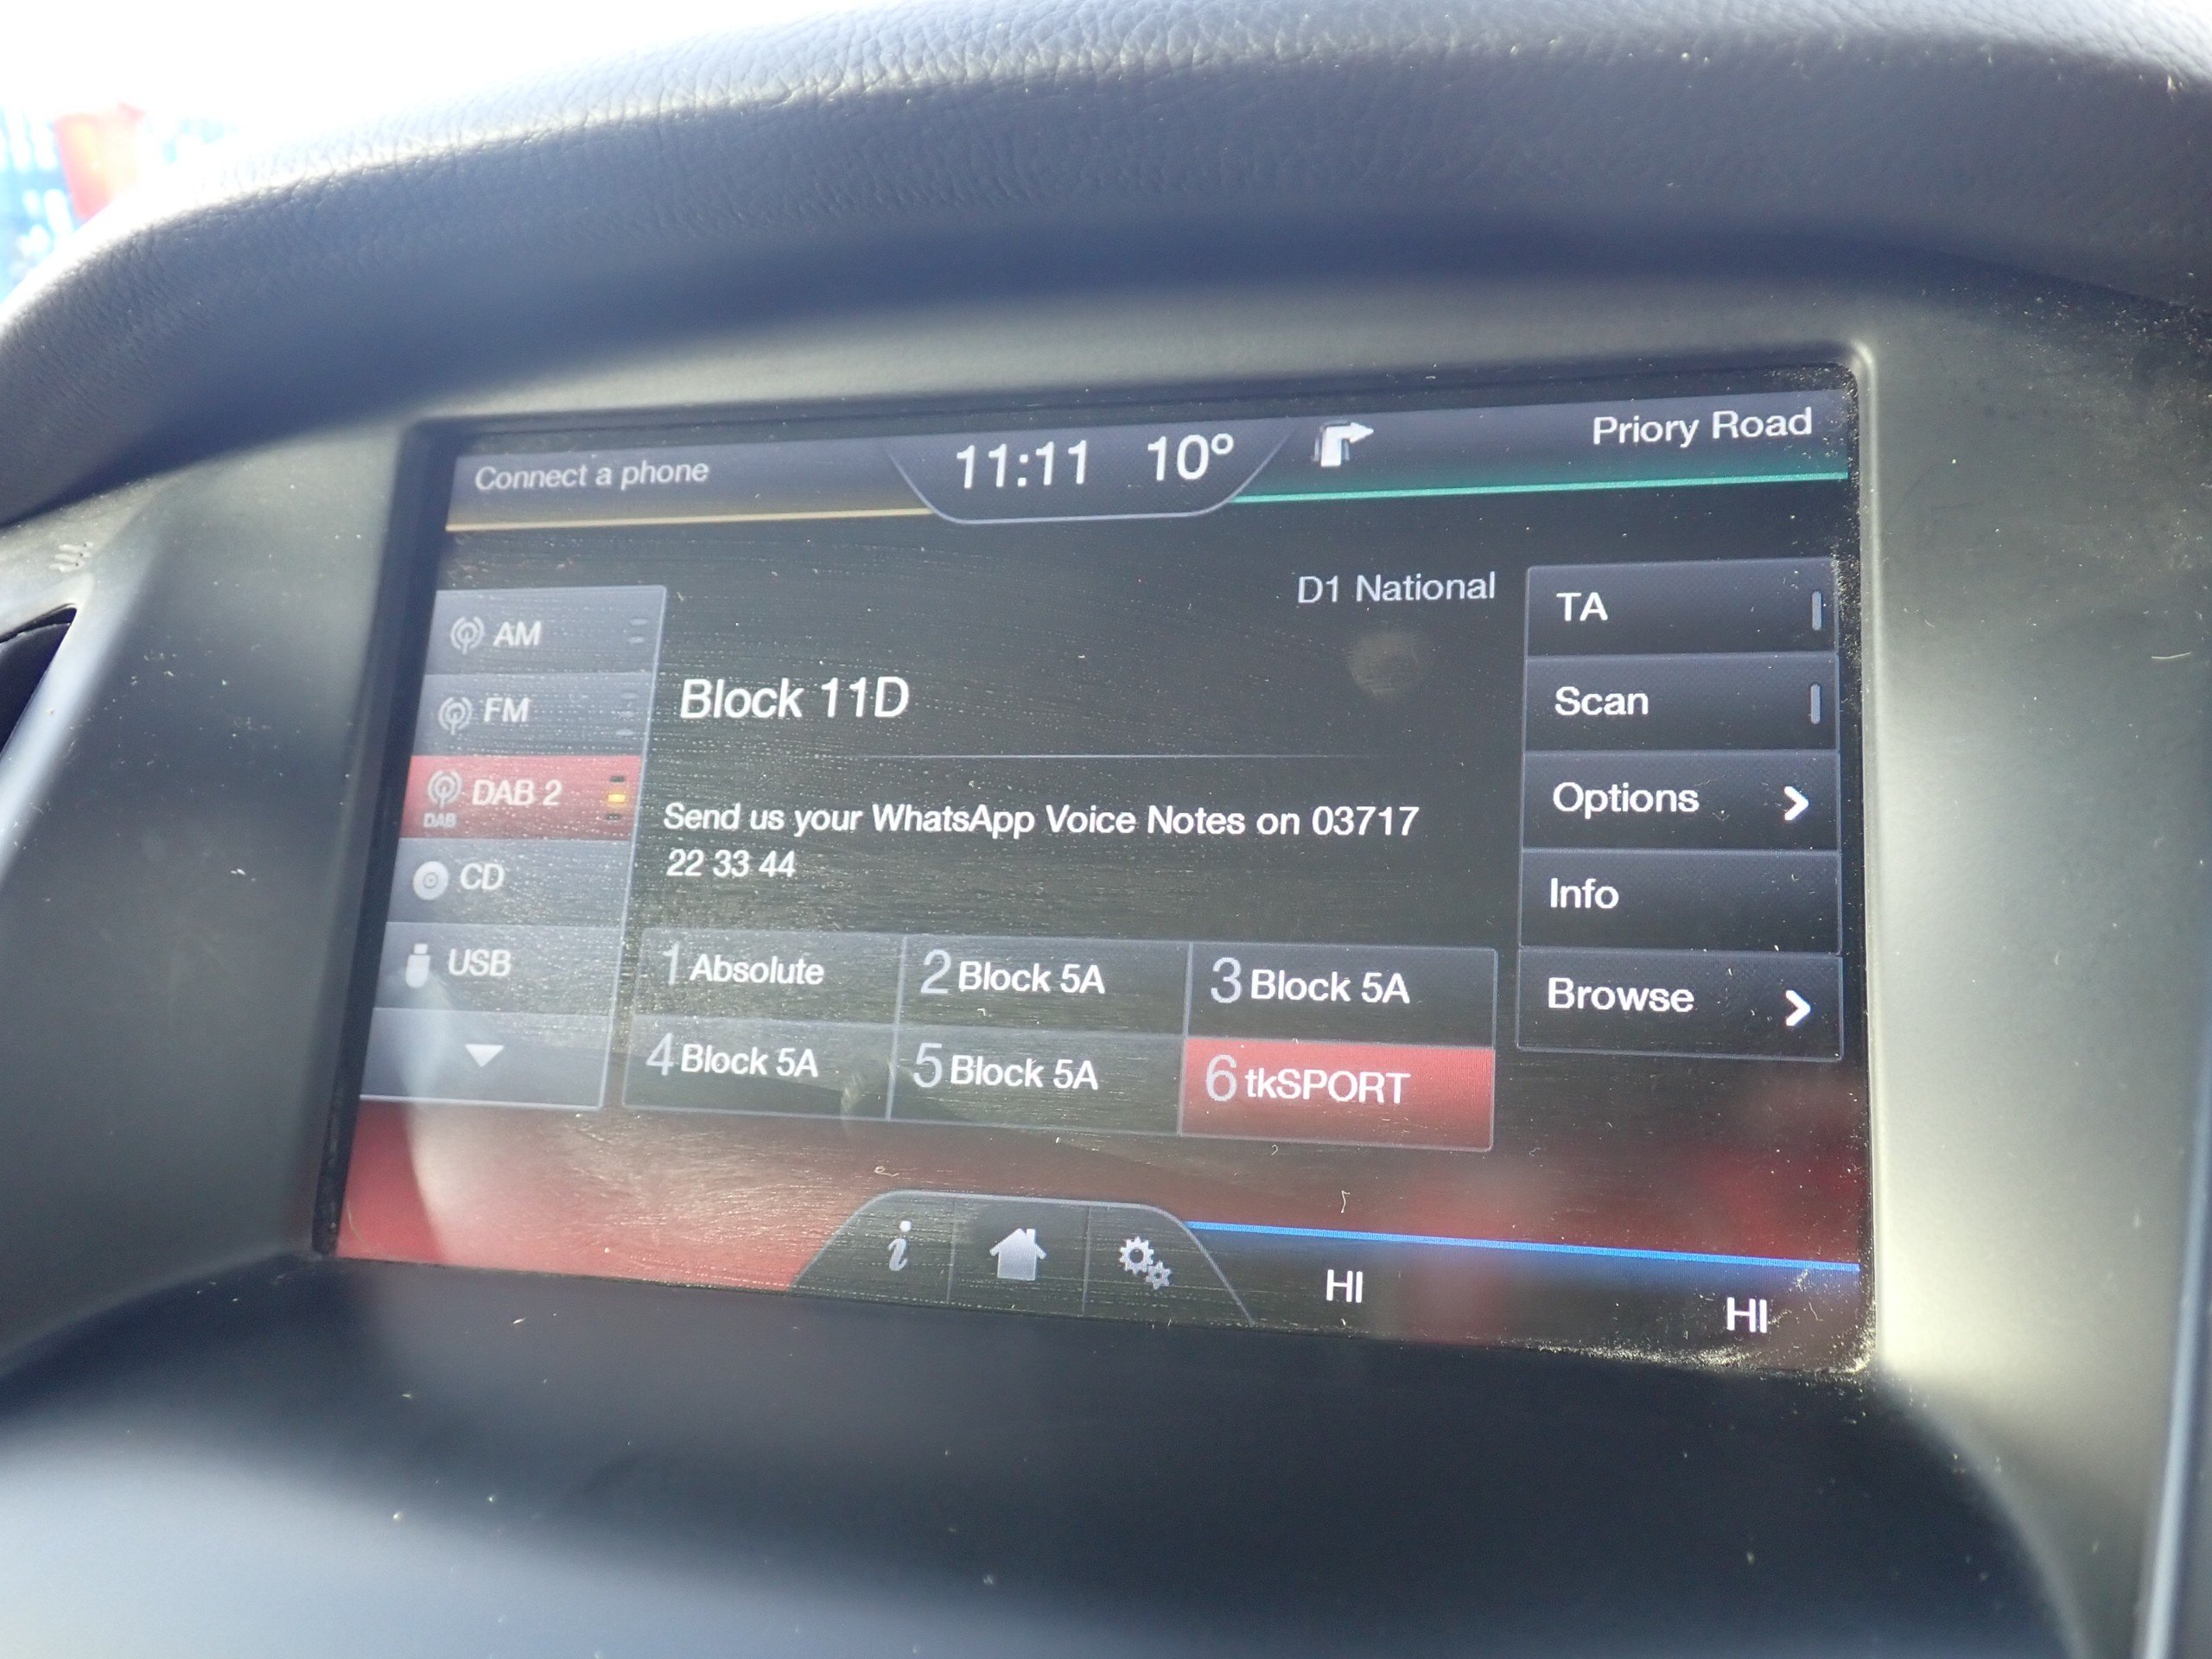 Connect a phone
11:11 10°
Priory Road
D1 National
AM
FM
DAB 2
DAB
CD
USB
Block 11D
Send us your WhatsApp Voice Notes on 03717
22 33 44
1 Absolute
2 Block 5A
3 Block 5A
4 Block 5A
5 Block 5A
6 tkSPORT
TA
Scan
Options
Info
Browse
i
HI
HI